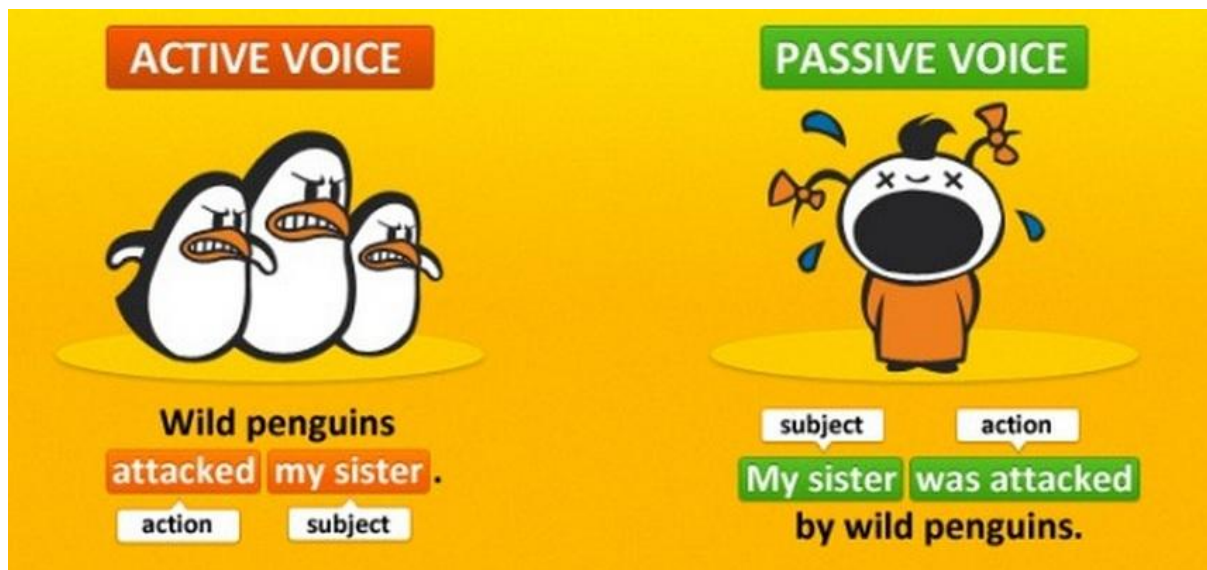 ACTIVE VOICE
Wild penguins
attacked my sister.
action subject
PASSIVE VOICE
subject action
My sister was attacked
by wild penguins.